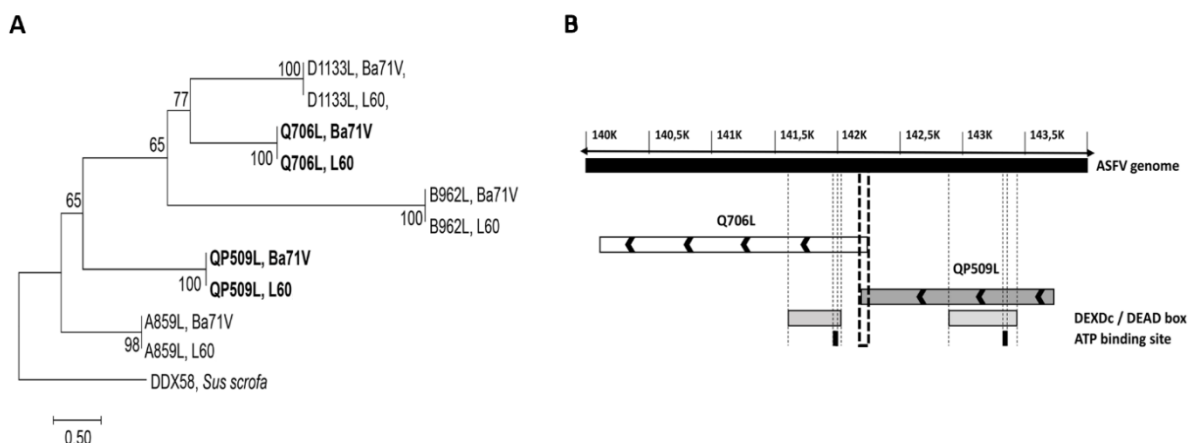 A
100 D1133L, Ba71V,
D1133L, L60,
77
Q706L, Ba71V
65
100 Q706L, L60
B962L, Ba71V
65
100 B962L, L60
QP509L, Ba71V
100 QP509L, L60
A859L, Ba71V
98 A859L, L60
DDX58, Sus scrofa
0.50
B
140K 140,5K 141K 141,5K 142K 142,5K 143K 143,5K
ASFV genome
Q706L
QP509L
DEXDc / DEAD box
ATP binding site